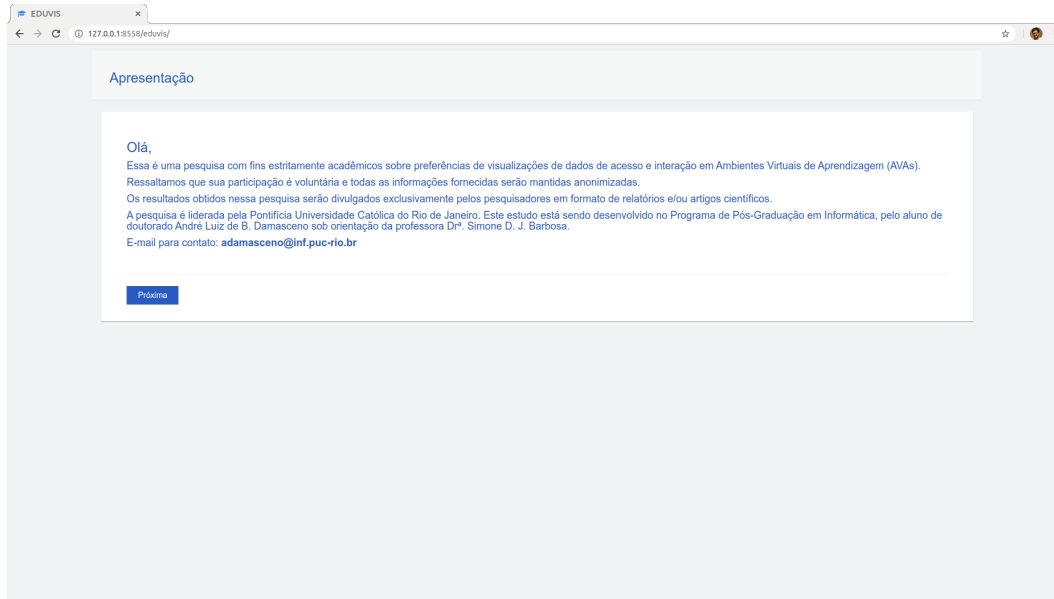 EDUVIS
127.0.0.1:8558/eduvis/
Apresentação
Olá,
Essa é uma pesquisa com fins estritamente acadêmicos sobre preferências de visualizações de dados de acesso e interação em Ambientes Virtuais de Aprendizagem (AVAs).
Ressaltamos que sua participação é voluntária e todas as informações fornecidas serão mantidas anonimizadas.
Os resultados obtidos nessa pesquisa serão divulgados exclusivamente pelos pesquisadores em formato de relatórios e/ou artigos científicos.
A pesquisa é liderada pela Pontifícia Universidade Católica do Rio de Janeiro. Este estudo está sendo desenvolvido no Programa de Pós-Graduação em Informática, pelo aluno de
doutorado André Luiz de B. Damasceno sob orientação da professora Drª. Simone D. J. Barbosa.
E-mail para contato: adamasceno@inf.puc-rio.br
Próxima